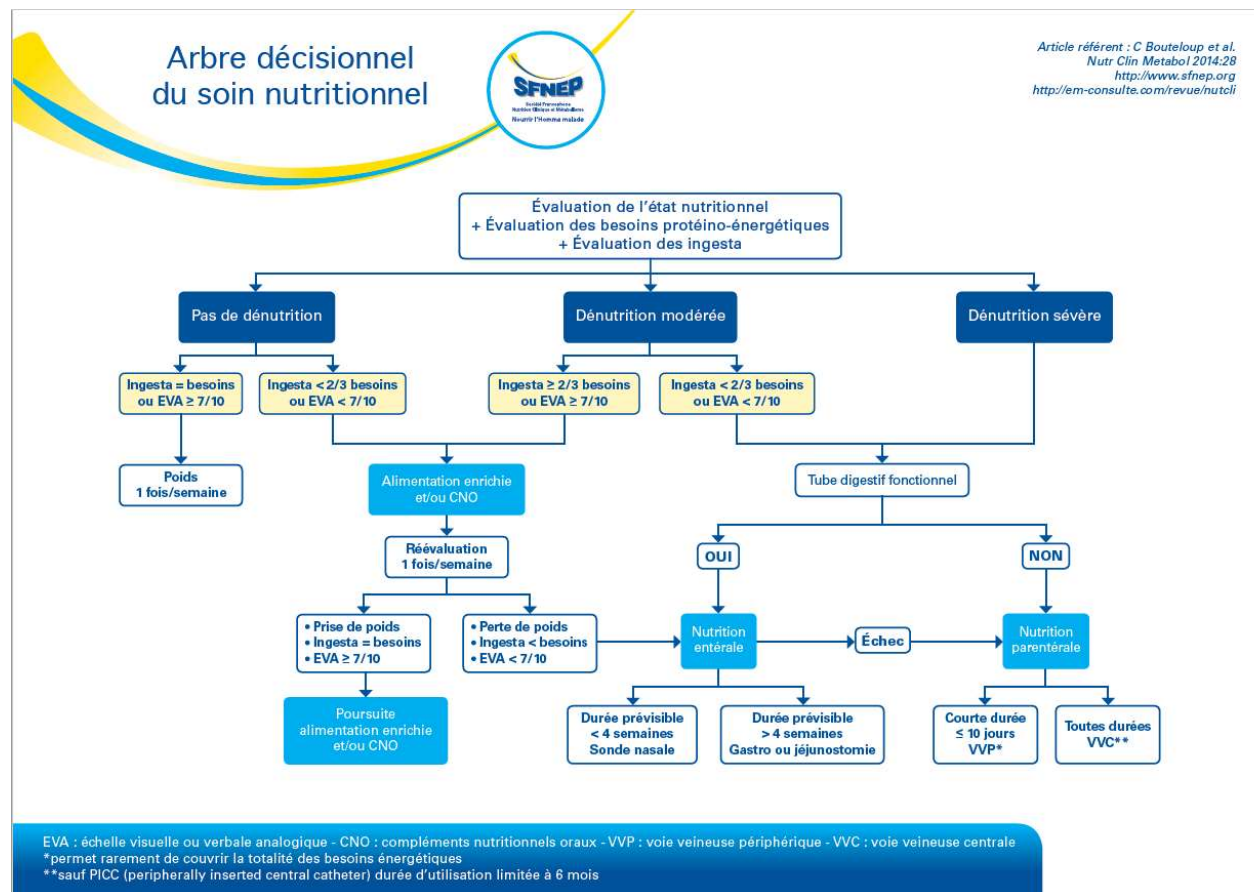 Arbre décisionnel
du soin nutritionnel
SFNEP
Société Francophone
Nutrition Clinique et Métabolisme
Nourrir l'Homme malade
Article référent : C Bouteloup et al.
Nutr Clin Metabol 2014:28
http://www.sfnep.org
http://em-consulte.com/revue/nutcli
Évaluation de l'état nutritionnel
+ Évaluation des besoins protéino-énergétiques
+ Évaluation des ingesta
Pas de dénutrition
Dénutrition modérée
Dénutrition sévère
Ingesta = besoins
ou EVA ≥ 7/10
Ingesta < 2/3 besoins
ou EVA < 7/10
Ingesta ≥ 2/3 besoins
ou EVA ≥ 7/10
Ingesta < 2/3 besoins
ou EVA < 7/10
Poids
1 fois/semaine
Alimentation enrichie
et/ou CNO
Tube digestif fonctionnel
Réévaluation
1 fois/semaine
OUI
NON
• Prise de poids
• Ingesta = besoins
• EVA ≥ 7/10
• Perte de poids
• Ingesta < besoins
• EVA < 7/10
Nutrition
entérale
Échec
Nutrition
parentérale
Poursuite
alimentation enrichie
et/ou CNO
Durée prévisible
< 4 semaines
Sonde nasale
Durée prévisible
> 4 semaines
Gastro ou jéjunostomie
Courte durée
≤ 10 jours
VVP*
Toutes durées
VVC**
EVA : échelle visuelle ou verbale analogique - CNO : compléments nutritionnels oraux - VVP : voie veineuse périphérique - VVC : voie veineuse centrale
*permet rarement de couvrir la totalité des besoins énergétiques
**sauf PICC (peripherally inserted central catheter) durée d'utilisation limitée à 6 mois